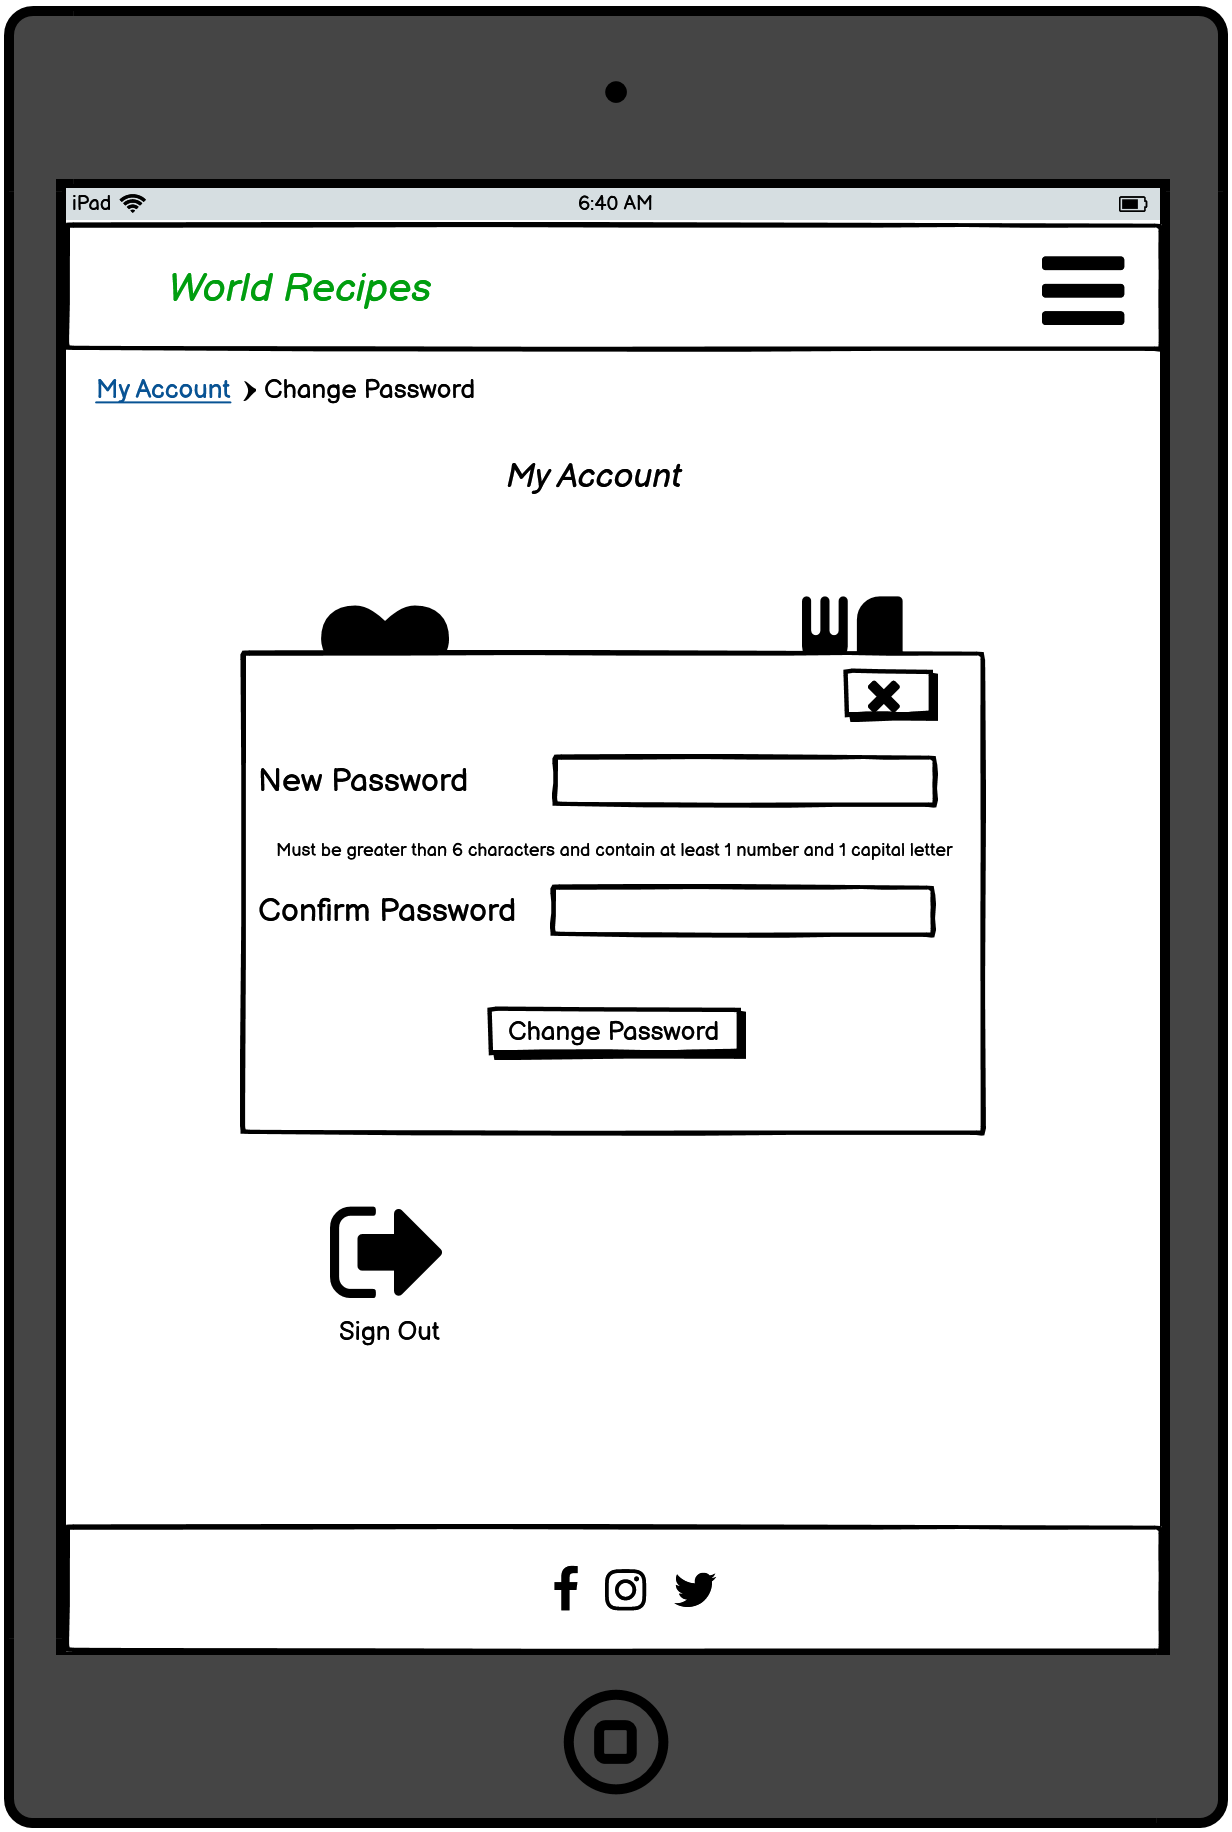 iPad 6:40 AM
World Recipes
My Account Change Password
My Account
New Password
Must be greater than 6 characters and contain at least 1 number and 1 capital letter
Confirm Password
Change Password
Sign Out